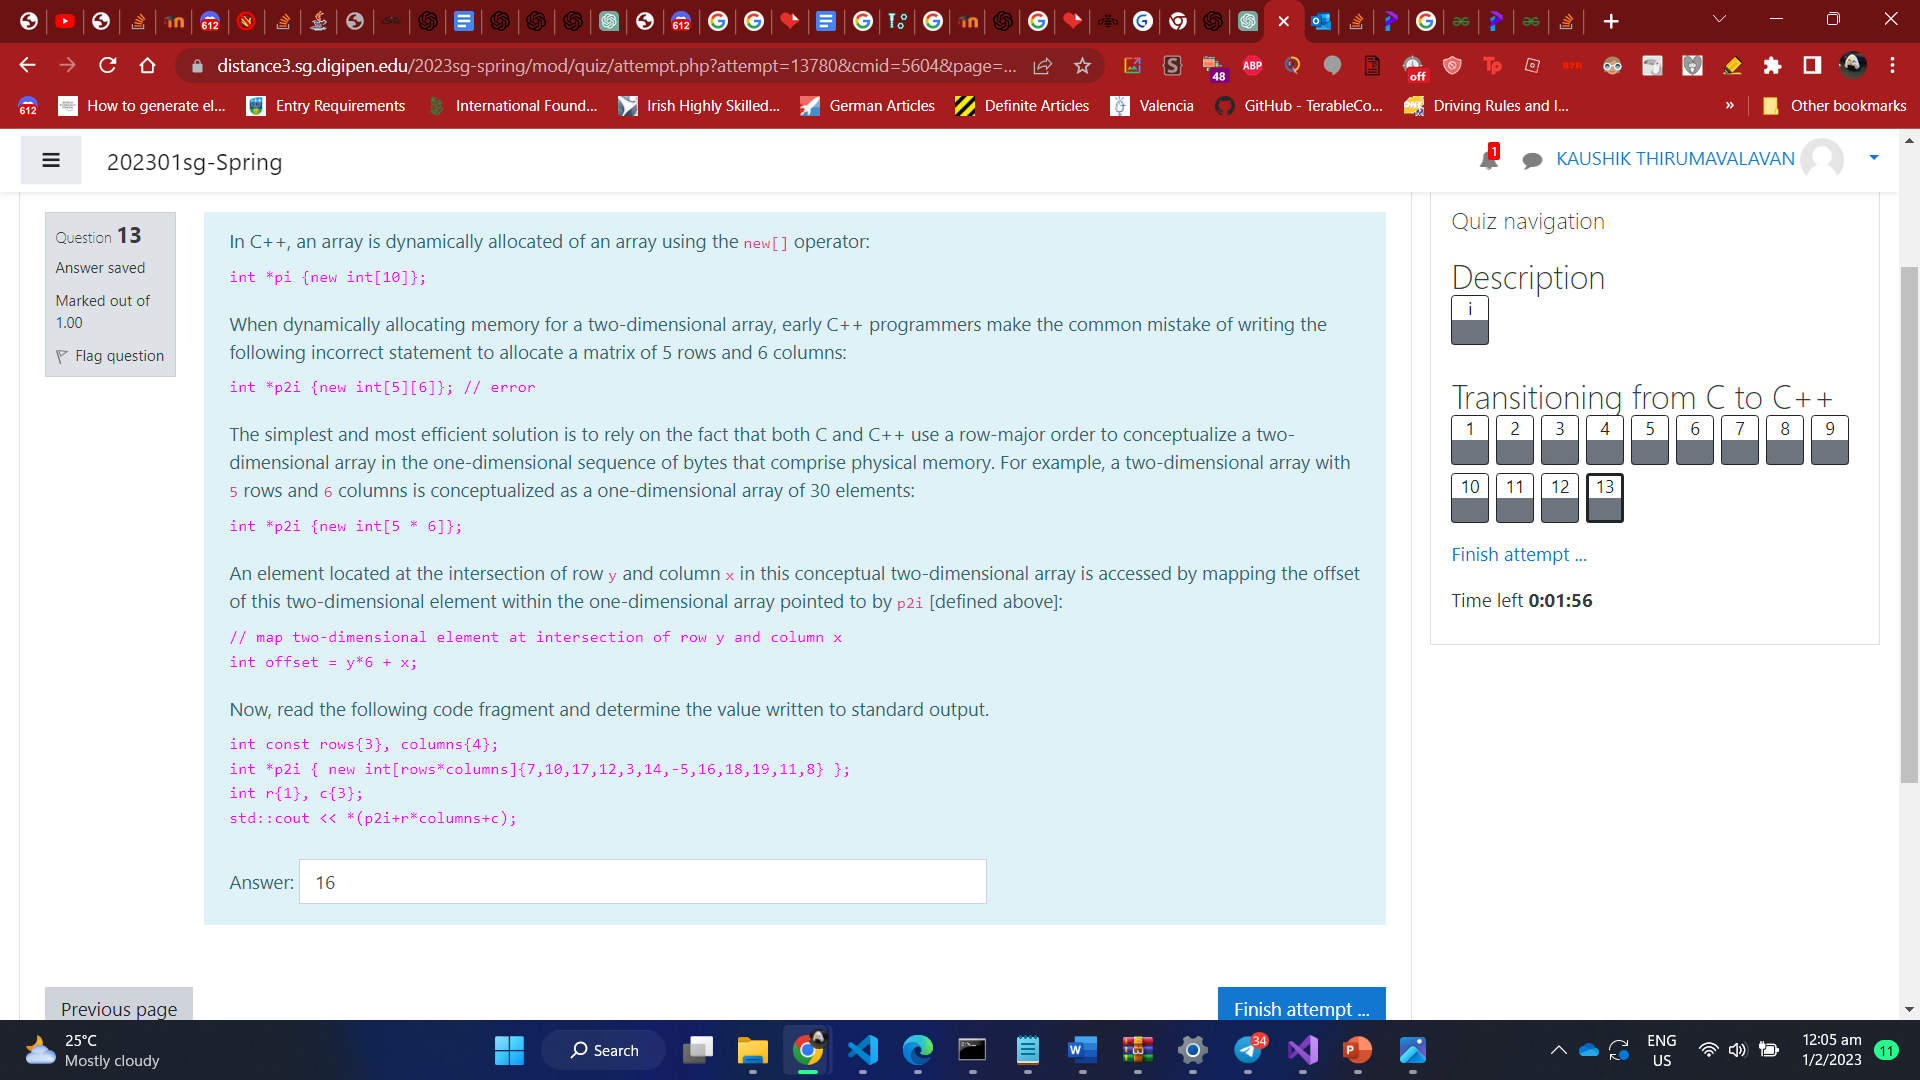 612
612
distance3.sg.digipen.edu/2023sg-spring/mod/quiz/attempt.php?attempt=13780&cmid=5604&page=...
48
ABP
off
Tp
612
How to generate el...
Entry Requirements
International Found...
Irish Highly Skilled...
German Articles
Definite Articles
Valencia
GitHub - TerableCo...
Driving Rules and I...
»
Other bookmarks
202301sg-Spring
1
KAUSHIK THIRUMAVALAVAN
Question 13
Answer saved
Marked out of
1.00
Flag question
In C++, an array is dynamically allocated of an array using the new[] operator:
int *pi {new int[10]};
When dynamically allocating memory for a two-dimensional array, early C++ programmers make the common mistake of writing the
following incorrect statement to allocate a matrix of 5 rows and 6 columns:
int *p2i {new int[5][6]}; // error
The simplest and most efficient solution is to rely on the fact that both C and C++ use a row-major order to conceptualize a two-
dimensional array in the one-dimensional sequence of bytes that comprise physical memory. For example, a two-dimensional array with
5 rows and 6 columns is conceptualized as a one-dimensional array of 30 elements:
int *p2i {new int[5 * 6]};
An element located at the intersection of row y and column x in this conceptual two-dimensional array is accessed by mapping the offset
of this two-dimensional element within the one-dimensional array pointed to by p2i [defined above]:
// map two-dimensional element at intersection of row y and column x
int offset = y*6 + x;
Now, read the following code fragment and determine the value written to standard output.
int const rows{3}, columns{4};
int *p2i { new int[rows*columns]{7,10,17,12,3,14,-5,16,18,19,11,8} };
int r{1}, c{3};
std::cout << *(p2i+r*columns+c);
Answer: 16
Previous page
Finish attempt ...
Quiz navigation
Description
i
Transitioning from C to C++
1 2 3 4 5 6 7 8 9
10 11 12 13
Finish attempt ...
Time left 0:01:56
25°C
Mostly cloudy
Search
34
ENG
US
12:05 am
1/2/2023
11